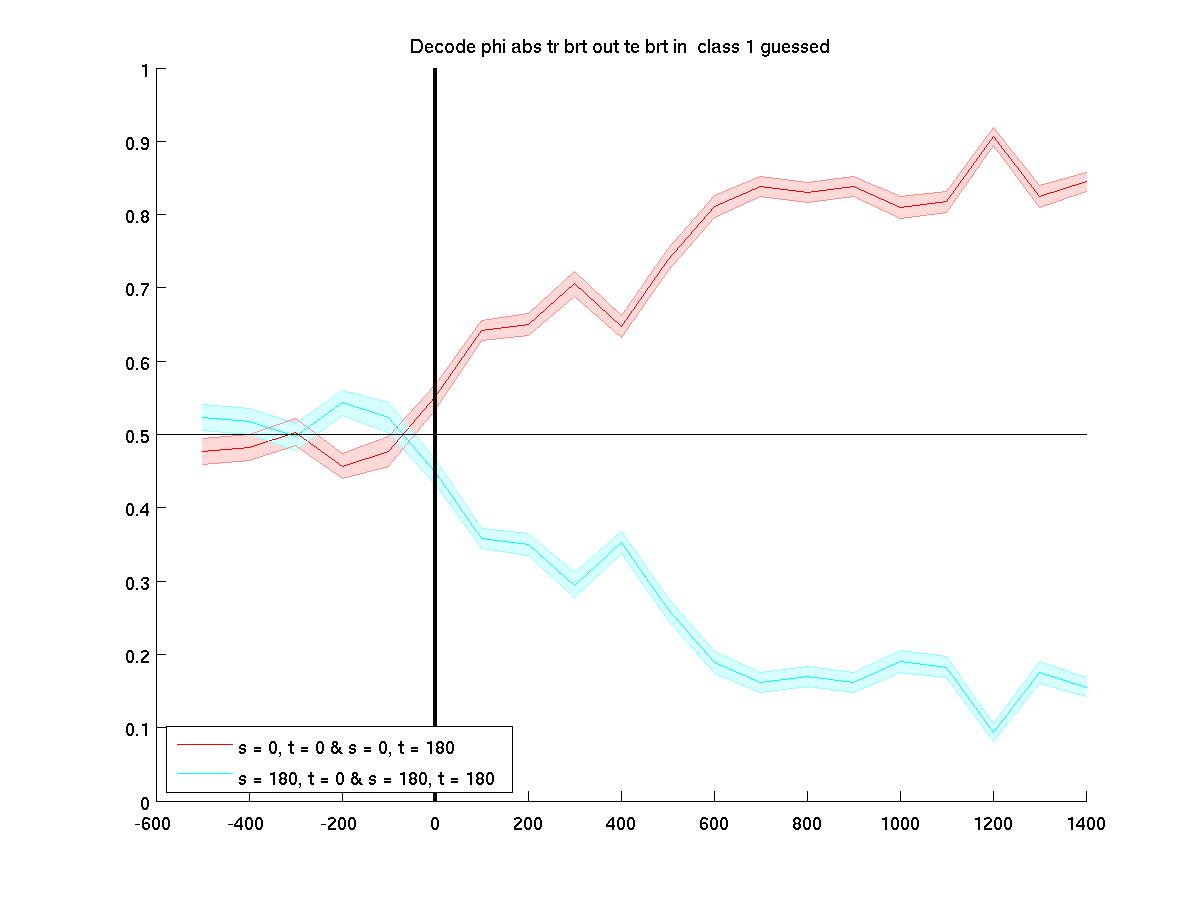 Decode phi abs tr brt out te brt in  class 1 guessed
1
0.9
0.8
0.7
0.6
0.5
0.4
0.3
0.2
0.1
0
s = 0, t = 0 & s = 0, t = 180
s = 180, t = 0 & s = 180, t = 180
-600 -400 -200 0 200 400 600 800 1000 1200 1400